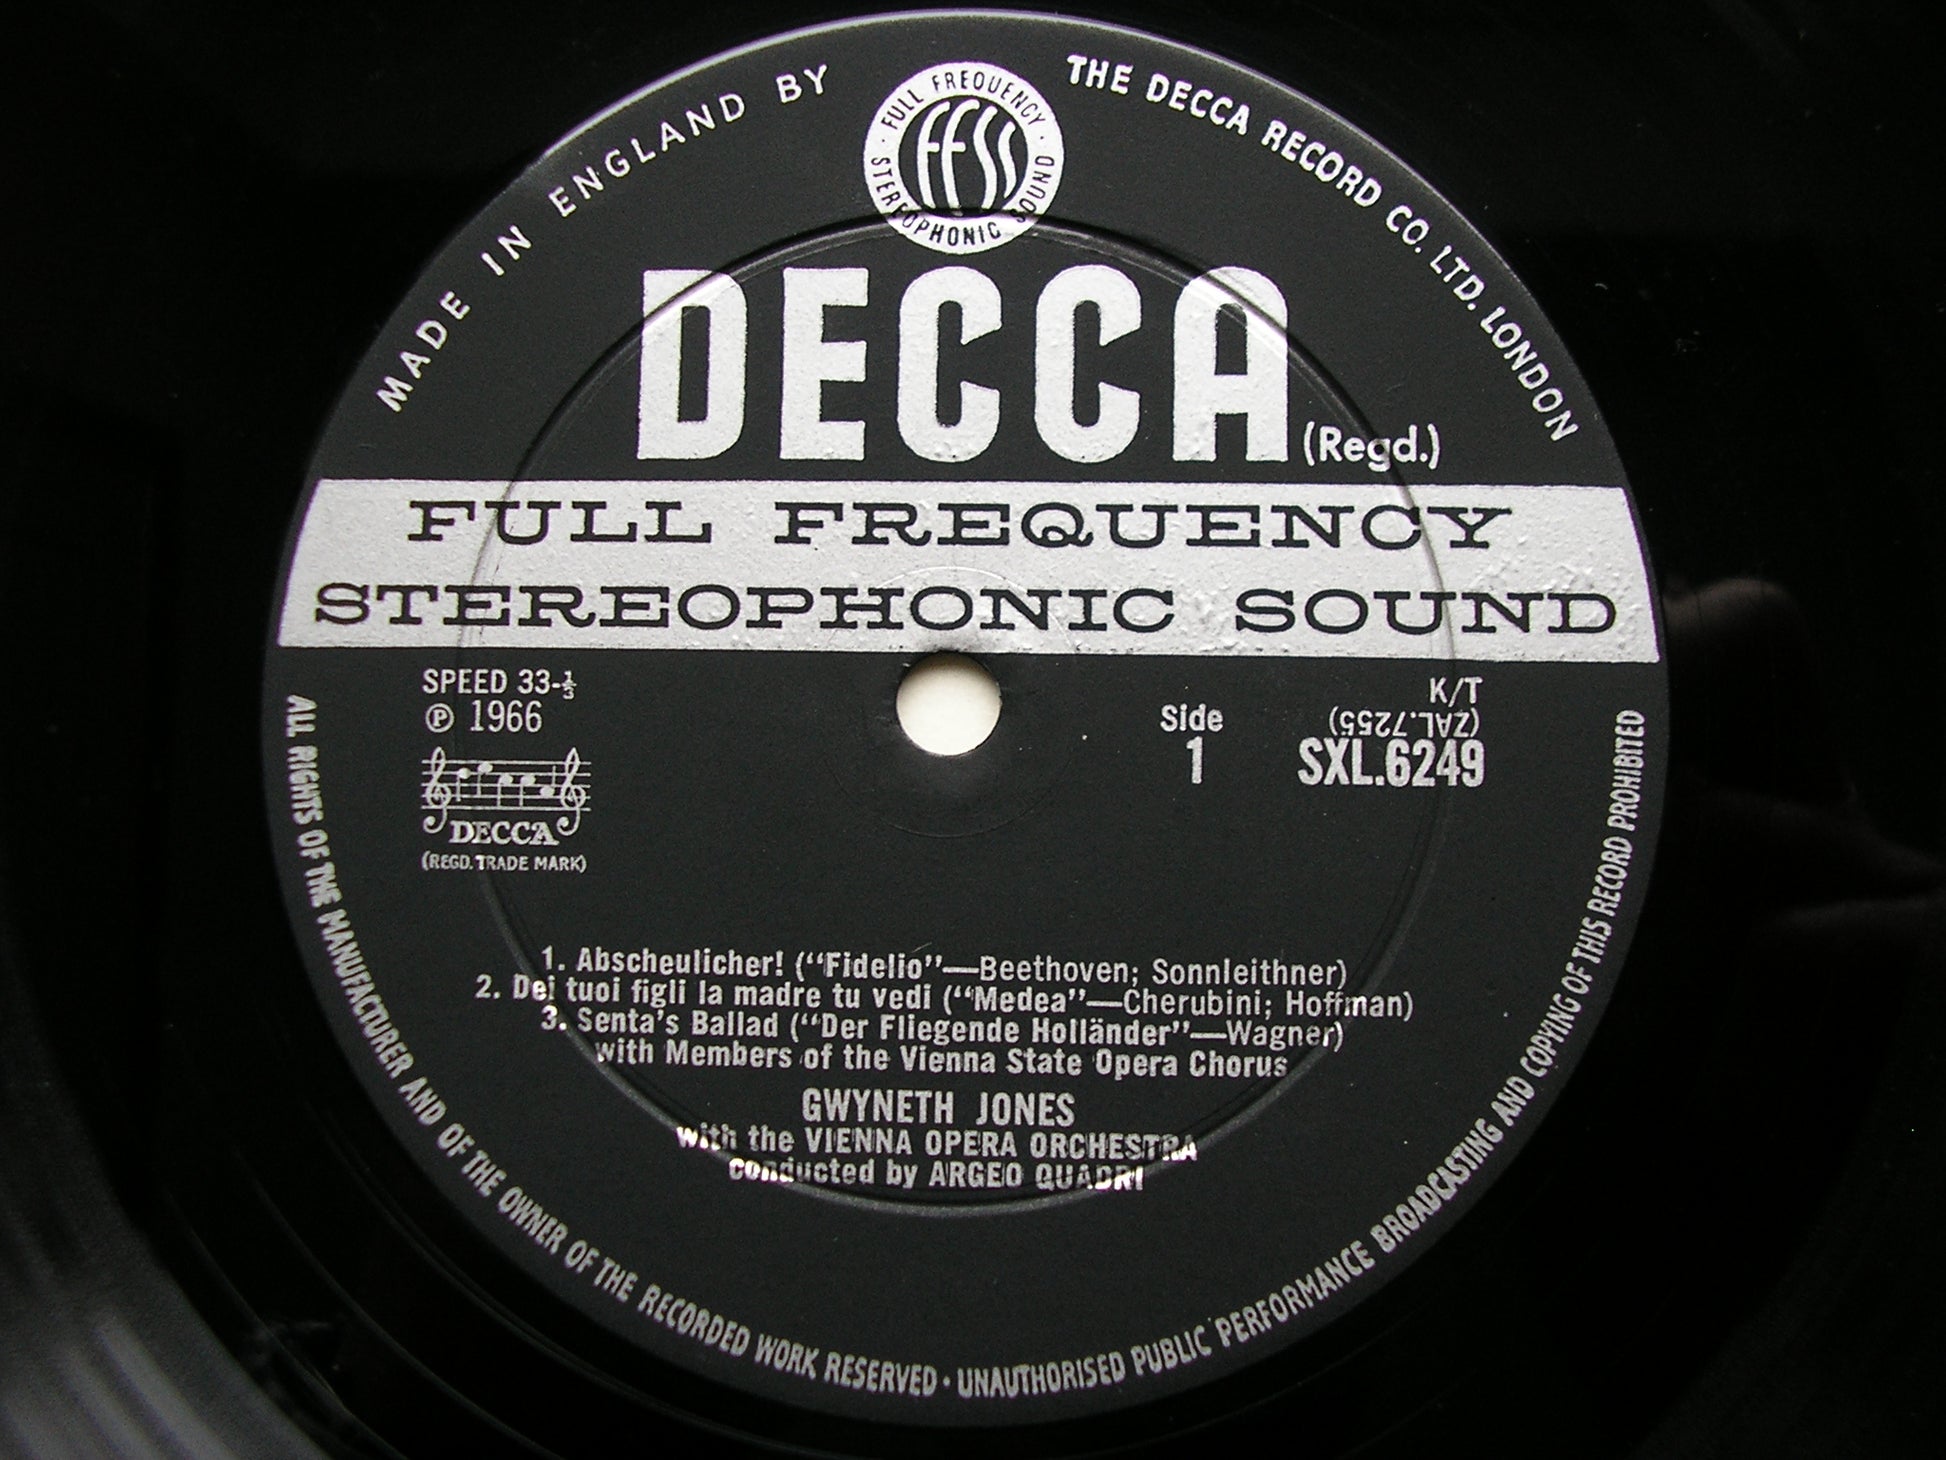 MADE IN ENGLAND BY
THE DECCA RECORD CO. LTD. LONDON
FULL FREQUENCY
FFSS
STEREOPHONIC SOUND
DECCA (Regd.)
FULL FREQUENCY
STEREOPHONIC SOUND
SPEED 33-⅓
Ⓟ 1966
DECCA
(REGD. TRADE MARK)
Side
1
K/T
(ZAL.7255)
SXL.6249
1. Abscheulicher! (“Fidelio”—Beethoven; Sonnleithner)
2. Dei tuoi figli la madre tu vedi (“Medea”—Cherubini; Hoffman)
3. Senta's Ballad (“Der Fliegende Holländer”—Wagner)
with Members of the Vienna State Opera Chorus
GWYNETH JONES
with the VIENNA OPERA ORCHESTRA
conducted by ARGEO QUADRI
ALL RIGHTS OF THE MANUFACTURER AND OF THE OWNER OF THE RECORDED WORK RESERVED · UNAUTHORISED PUBLIC PERFORMANCE BROADCASTING AND COPYING OF THIS RECORD PROHIBITED